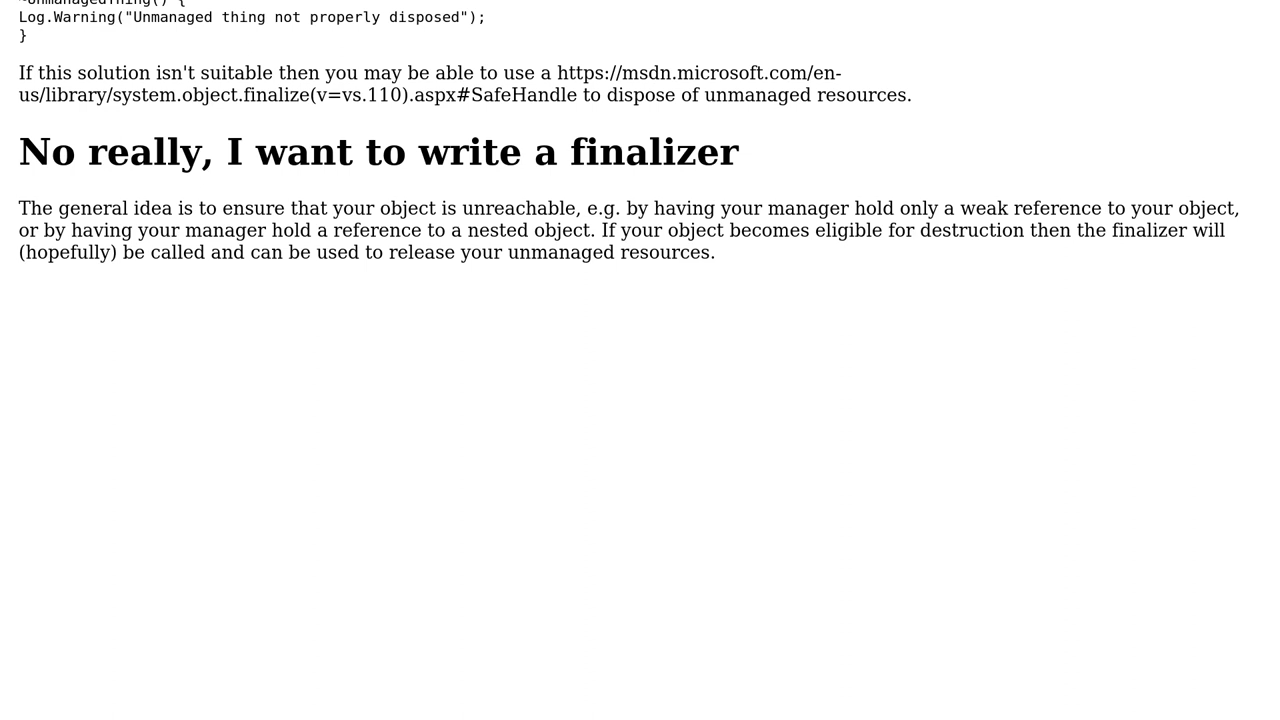 ~UnmanagedThing() {
Log.Warning("Unmanaged thing not properly disposed");
}
If this solution isn't suitable then you may be able to use a https://msdn.microsoft.com/en-
us/library/system.object.finalize(v=vs.110).aspx#SafeHandle to dispose of unmanaged resources.
No really, I want to write a finalizer
The general idea is to ensure that your object is unreachable, e.g. by having your manager hold only a weak reference to your object,
or by having your manager hold a reference to a nested object. If your object becomes eligible for destruction then the finalizer will
(hopefully) be called and can be used to release your unmanaged resources.